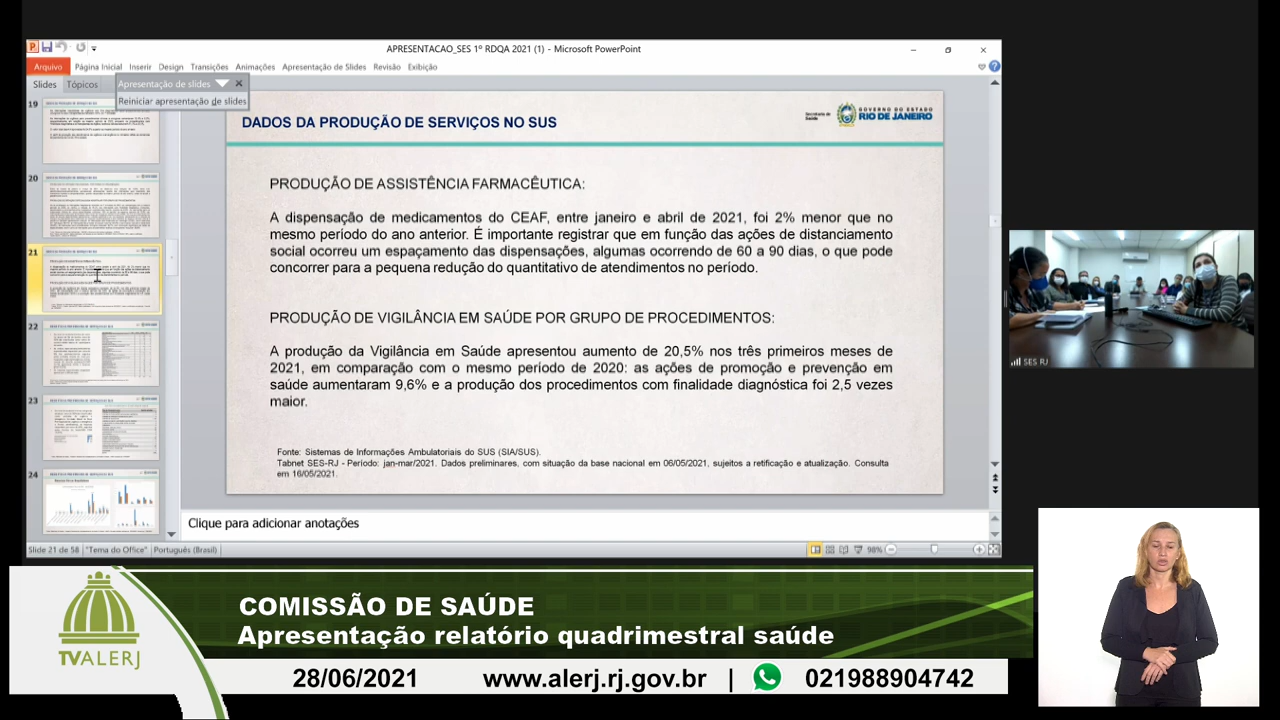 APRESENTACAO_SES 1º RDQA 2021 (1) - Microsoft PowerPoint
Arquivo Página Inicial Inserir Design Transições Animações Apresentação de Slides Revisão Exibição
Slides Tópicos
Apresentação de slides
Reiniciar apresentação de slides
19
20
21
22
23
24
DADOS DA PRODUÇÃO DE SERVIÇOS NO SUS
Secretaria de
Saúde
GOVERNO DO ESTADO
RIO DE JANEIRO
PRODUÇÃO DE ASSISTÊNCIA FARMACÊUTICA:
A dispensação de medicamentos do CEAF, entre janeiro e abril de 2021, foi 2% menor que no
mesmo período do ano anterior. É importante registrar que em função das ações de distanciamento
social ocorreu um espaçamento das dispensações, algumas ocorrendo de 60 a 90 dias, o que pode
concorrer para a pequena redução no quantitativo de atendimentos no período.
PRODUÇÃO DE VIGILÂNCIA EM SAÚDE POR GRUPO DE PROCEDIMENTOS:
A produção da Vigilância em Saúde apresentou aumento de 20,5% nos três primeiros meses de
2021, em comparação com o mesmo período de 2020: as ações de promoção e prevenção em
saúde aumentaram 9,6% e a produção dos procedimentos com finalidade diagnóstica foi 2,5 vezes
maior.
Fonte: Sistemas de Informações Ambulatoriais do SUS (SIA/SUS).
Tabnet SES-RJ - Período: jan-mar/2021. Dados preliminares, com situação da base nacional em 06/05/2021, sujeitos a retificação e atualização. Consulta
em 16/05/2021.
Clique para adicionar anotações
Slide 21 de 58 "Tema do Office" Português (Brasil) 98%
SES RJ
TVALERJ
COMISSÃO DE SAÚDE
Apresentação relatório quadrimestral saúde
28/06/2021 www.alerj.rj.gov.br | 021988904742